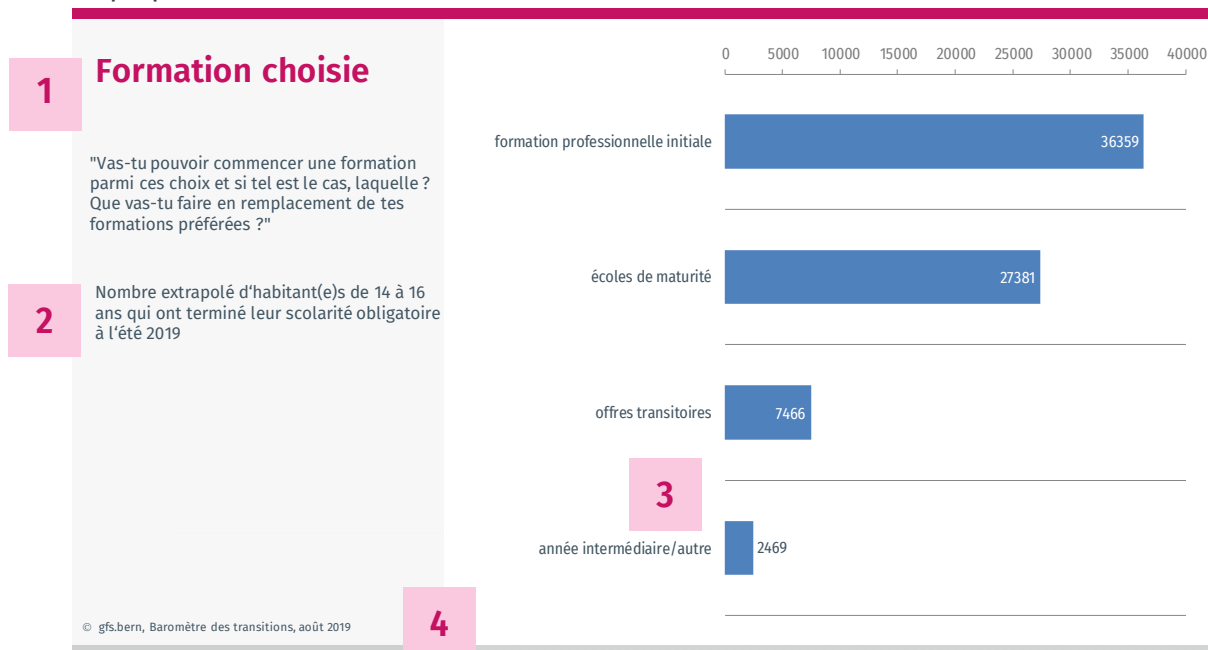 1
Formation choisie
"Vas-tu pouvoir commencer une formation
parmi ces choix et si tel est le cas, laquelle ?
Que vas-tu faire en remplacement de tes
formations préférées ?"
2
Nombre extrapolé d'habitant(e)s de 14 à 16
ans qui ont terminé leur scolarité obligatoire
à l'été 2019
0 5000 10000 15000 20000 25000 30000 35000 40000
formation professionnelle initiale 36359
écoles de maturité 27381
offres transitoires 7466
3
année intermédiaire/autre 2469
© gfs.bern, Baromètre des transitions, août 2019
4